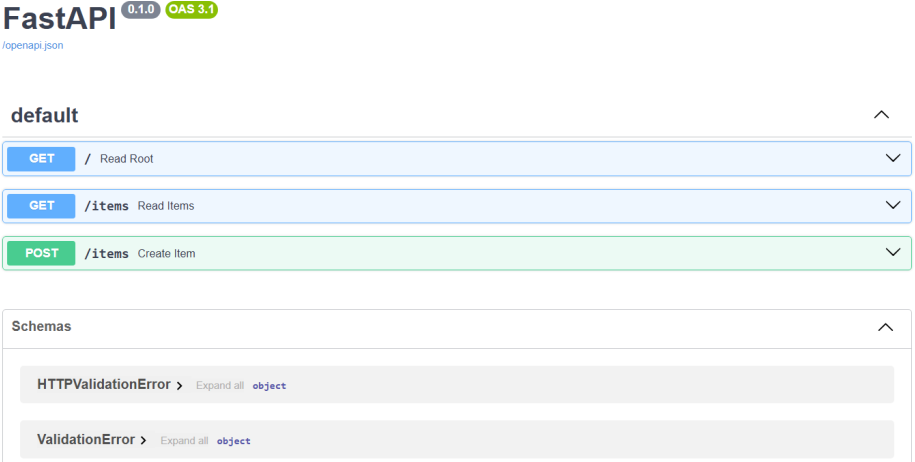 FastAPI 0.1.0 OAS 3.1
/openapi.json
default
GET / Read Root
GET /items Read Items
POST /items Create Item
Schemas
HTTPValidationError > Expand all object
ValidationError > Expand all object